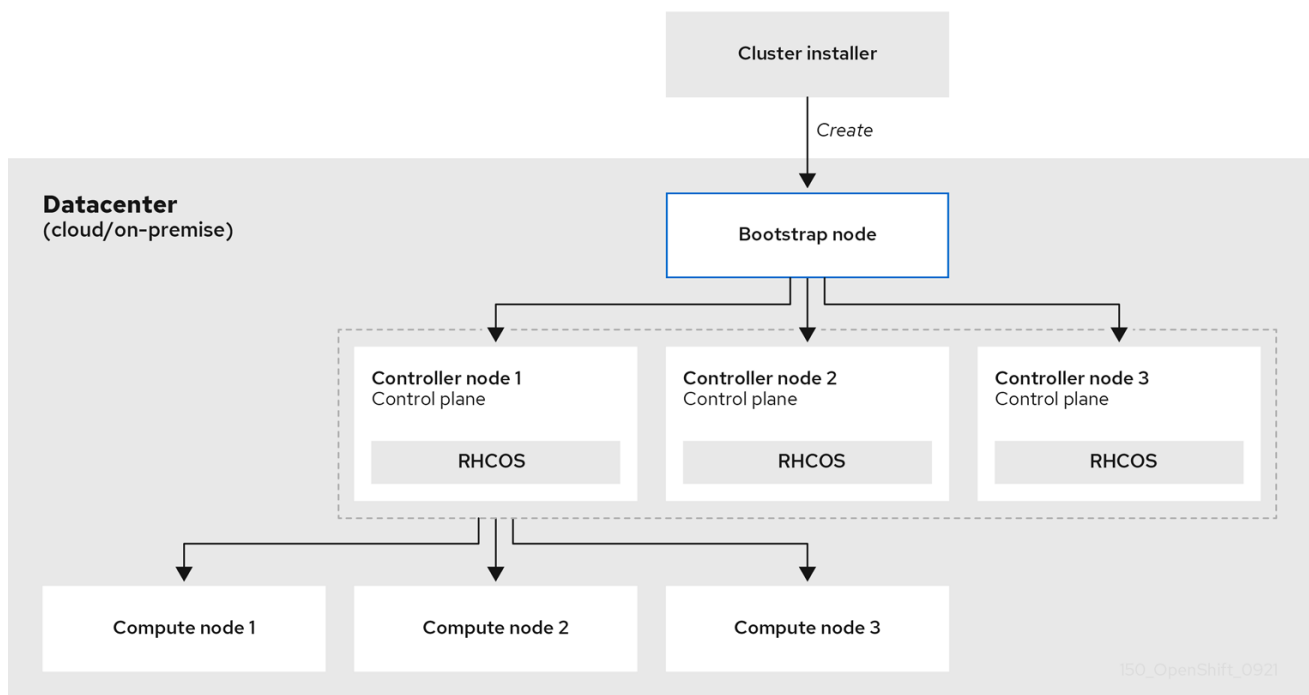 Cluster installer
Create
Datacenter
(cloud/on-premise)
Bootstrap node
Controller node 1
Control plane
RHCOS
Controller node 2
Control plane
RHCOS
Controller node 3
Control plane
RHCOS
Compute node 1
Compute node 2
Compute node 3
150_OpenShift_0921